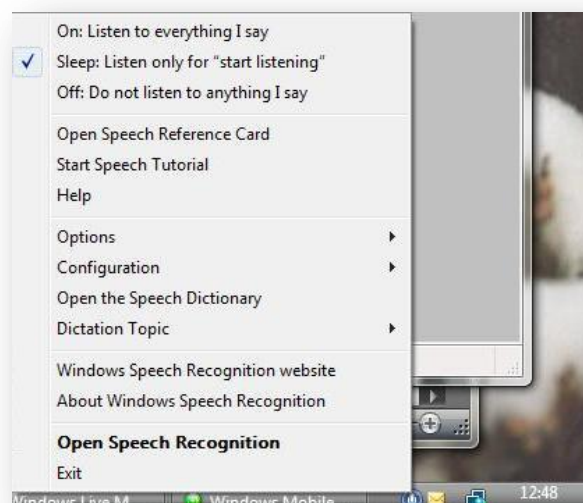 On: Listen to everything I say
Sleep: Listen only for “start listening”
Off: Do not listen to anything I say
Open Speech Reference Card
Start Speech Tutorial
Help
Options
Configuration
Open the Speech Dictionary
Dictation Topic
Windows Speech Recognition website
About Windows Speech Recognition
Open Speech Recognition
Exit
Windows Live M... Windows Mobile... 12:48